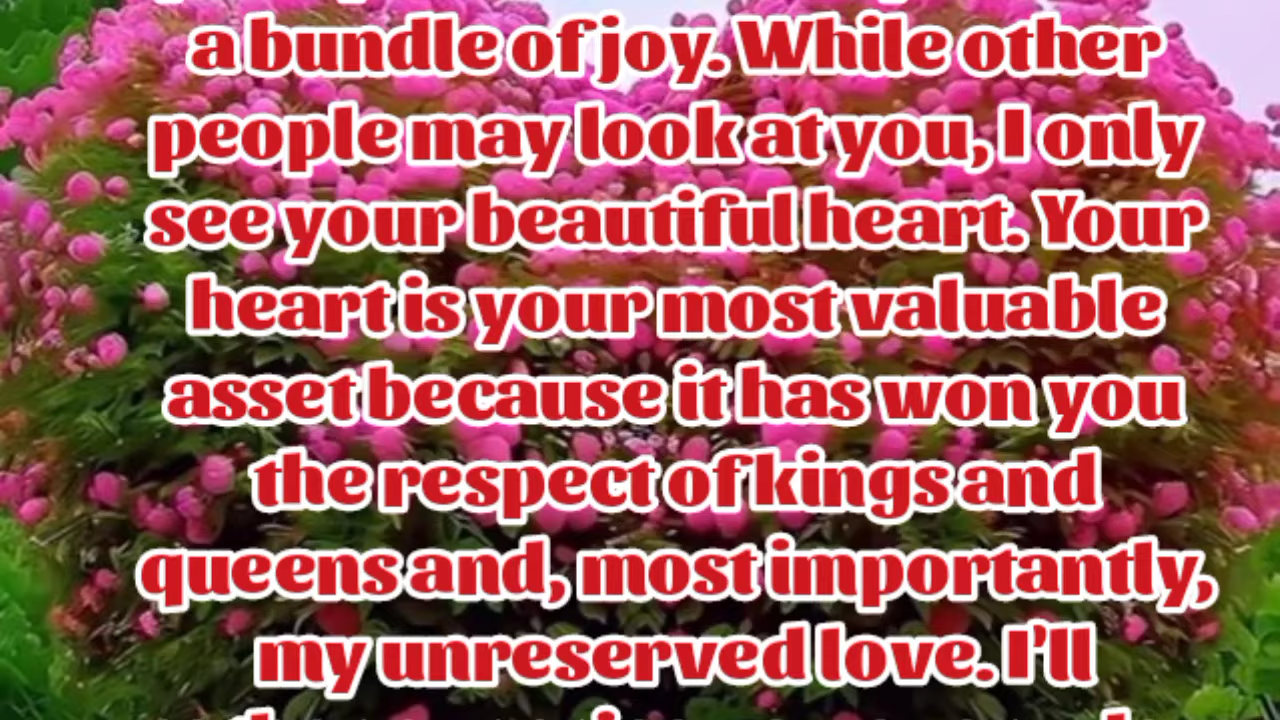 a bundle of joy. While other
people may look at you, I only
see your beautiful heart. Your
heart is your most valuable
asset because it has won you
the respect of kings and
queens and, most importantly,
my unreserved love. I'll